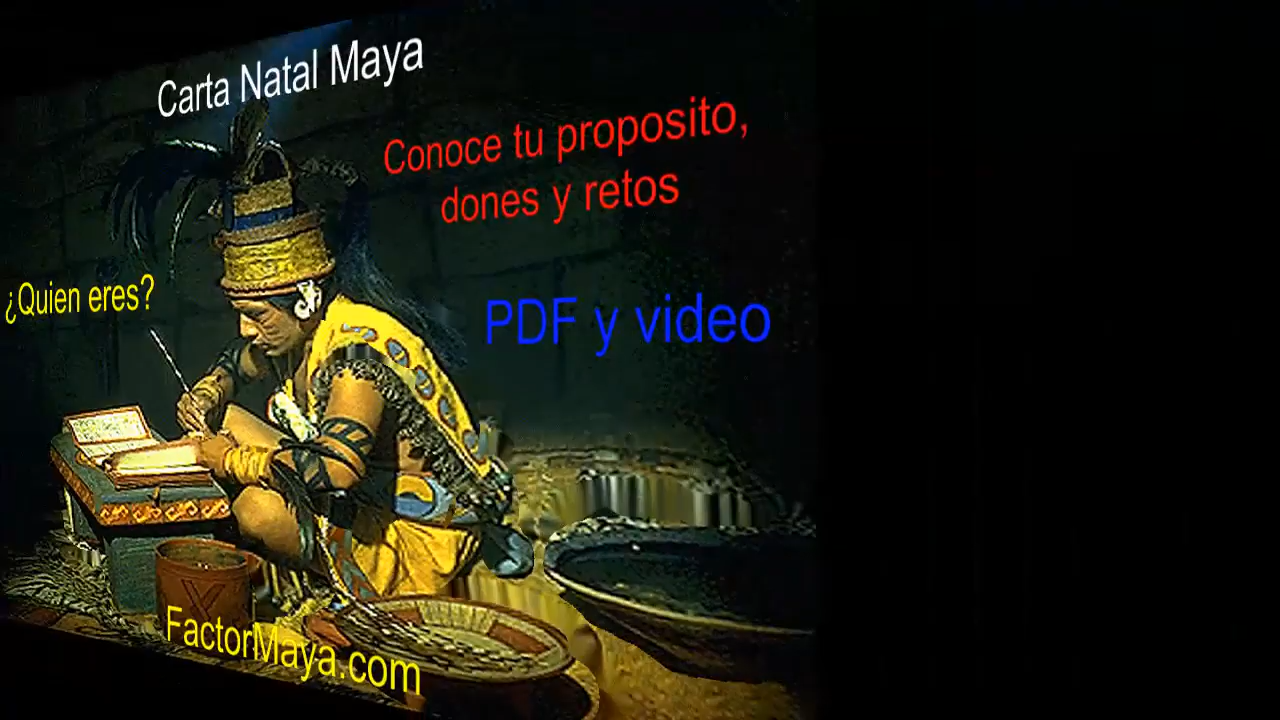 Carta Natal Maya
Conoce tu proposito,
dones y retos
¿Quien eres?
PDF y video
FactorMaya.com